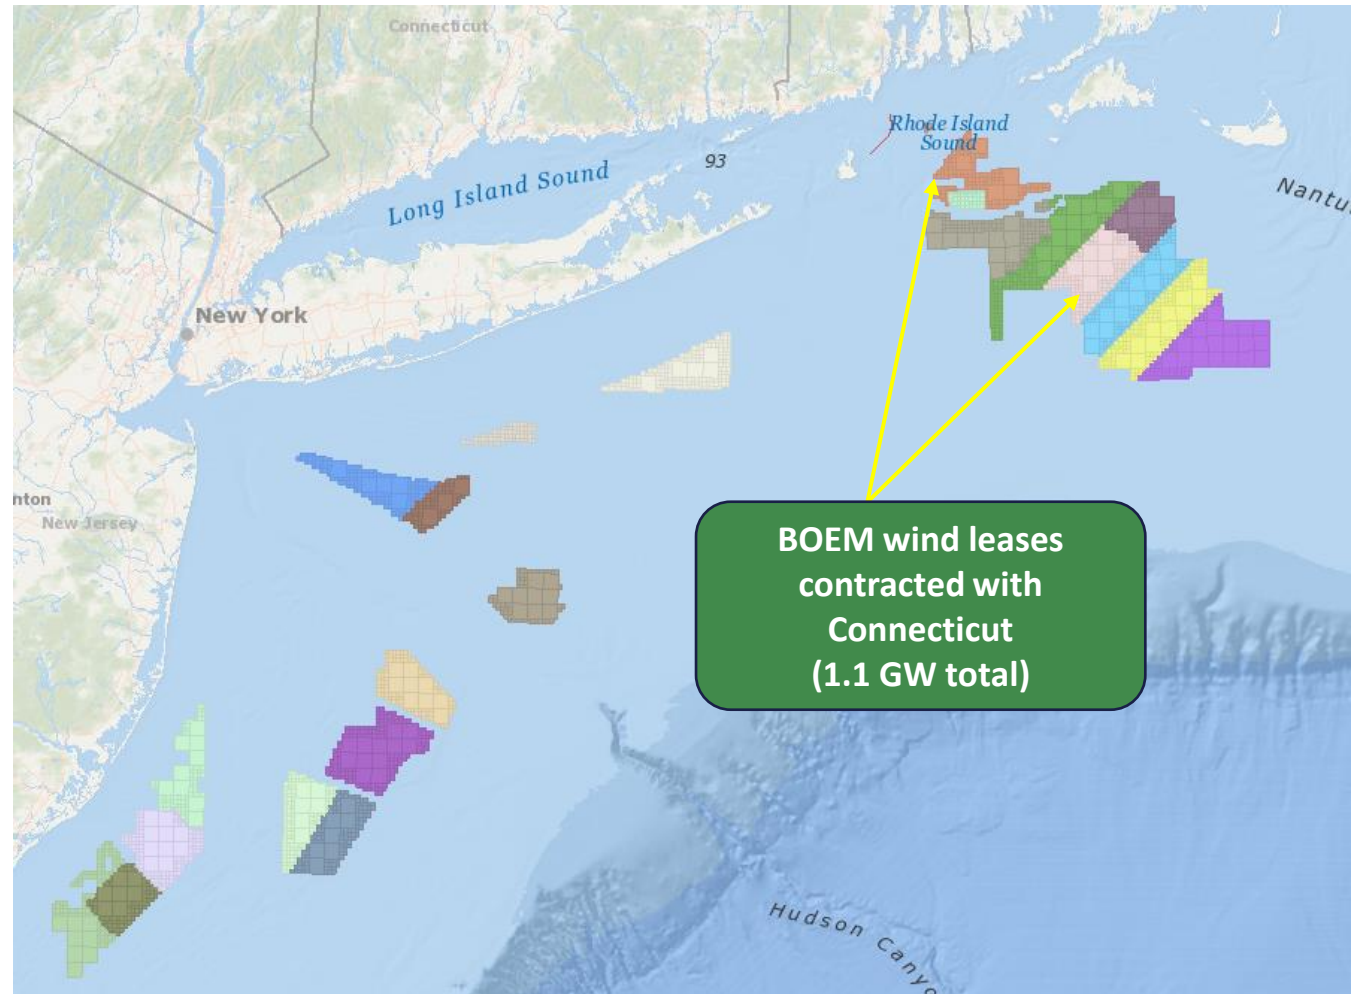 Connecticut
Rhode Island
Sound
93
Long Island Sound
Nantu
New York
nton
New Jersey
BOEM wind leases
contracted with
Connecticut
(1.1 GW total)
Hudson Canyo